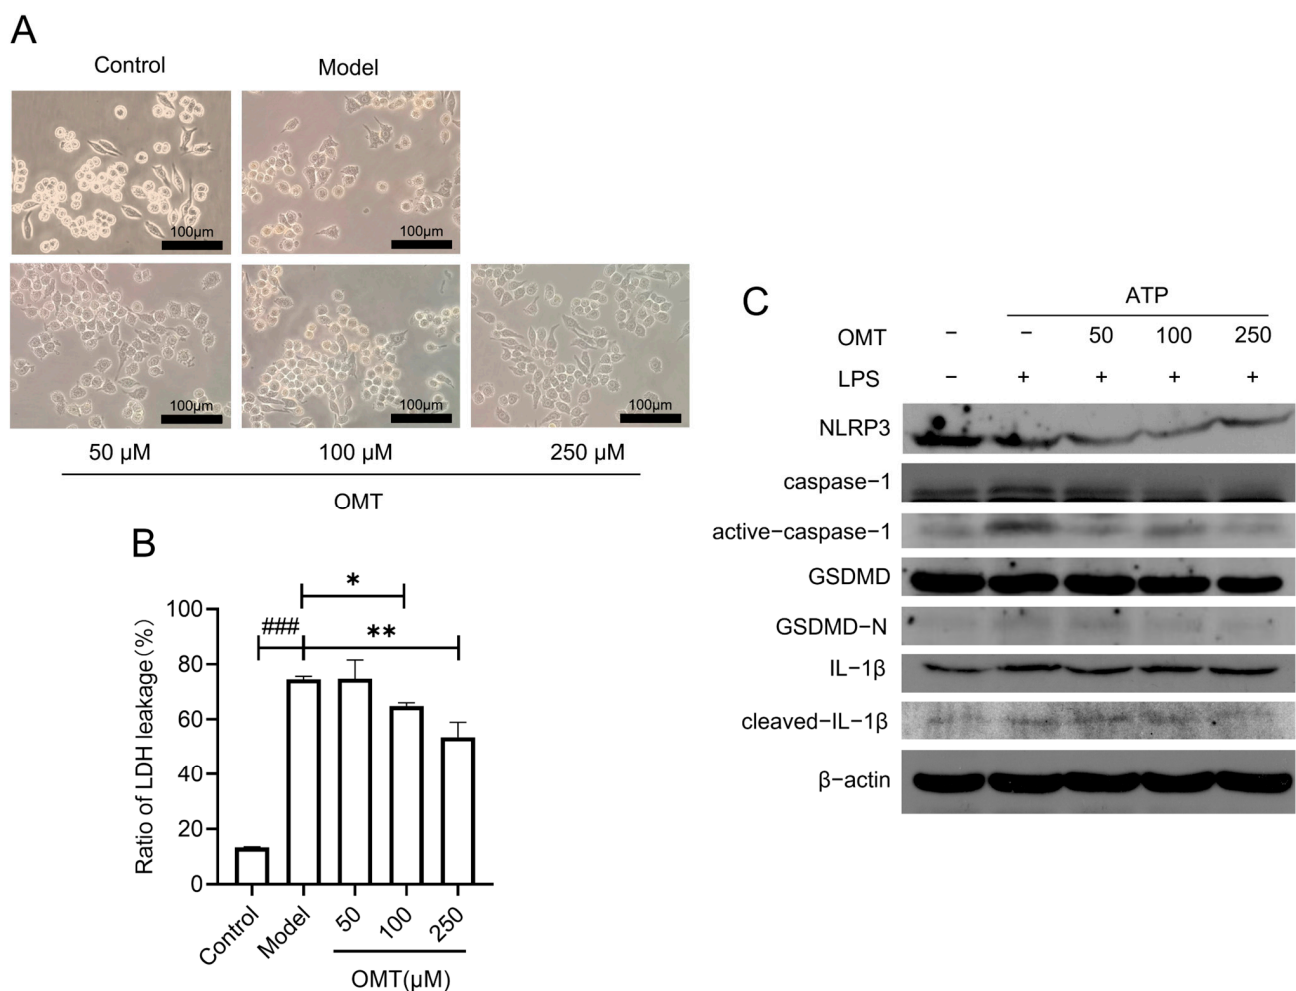 A
Control Model
100μm 100μm
100μm 100μm 100μm
50 μM 100 μM 250 μM
OMT
B
Ratio of LDH leakage(%)
100
80
60
40
20
0
###
*
**
Control Model 50 100 250
OMT(μM)
C
ATP
OMT − − 50 100 250
LPS − + + + +
NLRP3
caspase−1
active−caspase−1
GSDMD
GSDMD−N
IL−1β
cleaved−IL−1β
β−actin